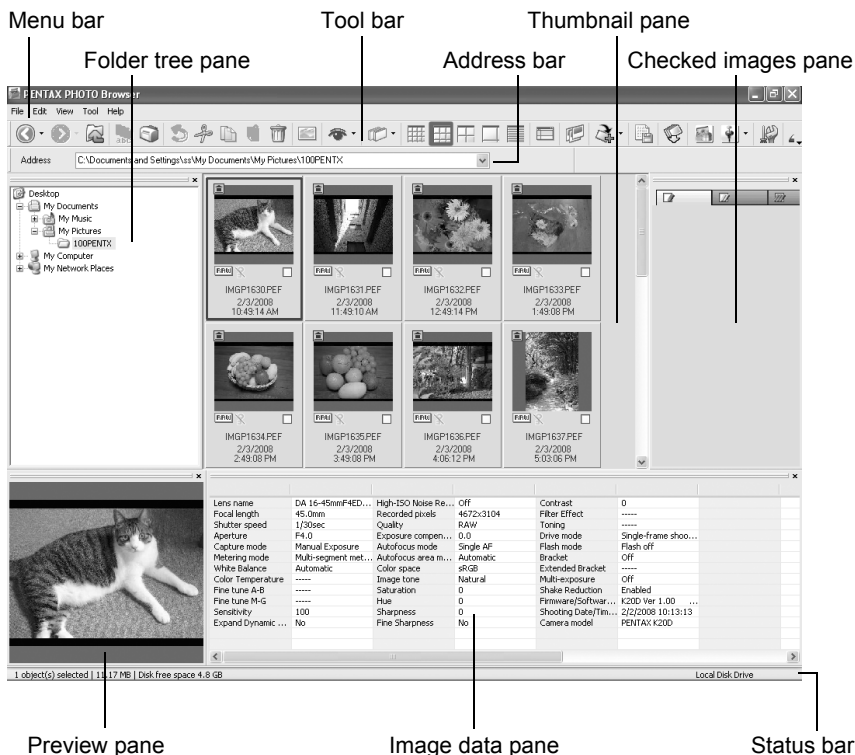 Menu bar
Tool bar
Thumbnail pane
Folder tree pane
Address bar
Checked images pane
PENTAX PHOTO Browser
File Edit View Tool Help
Address C:\Documents and Settings\ss\My Documents\My Pictures\100PENTX
Desktop
My Documents
My Music
My Pictures
100PENTX
My Computer
My Network Places
RAW RAW RAW RAW
IMGP1630.PEF IMGP1631.PEF IMGP1632.PEF IMGP1633.PEF
2/3/2008 2/3/2008 2/3/2008 2/3/2008
10:49:14 AM 11:49:10 AM 12:49:14 PM 1:49:08 PM
RAW RAW RAW RAW
IMGP1634.PEF IMGP1635.PEF IMGP1636.PEF IMGP1637.PEF
2/3/2008 2/3/2008 2/3/2008 2/3/2008
2:49:08 PM 3:49:08 PM 4:06:12 PM 5:03:06 PM
Lens name DA 16-45mmF4ED... High-ISO Noise Re... Off Contrast 0
Focal length 45.0mm Recorded pixels 4672x3104 Filter Effect -----
Shutter speed 1/30sec Quality RAW Toning -----
Aperture F4.0 Exposure compen... 0.0 Drive mode Single-frame shoo...
Capture mode Manual Exposure Autofocus mode Single AF Flash mode Flash off
Metering mode Multi-segment met... Autofocus area m... Automatic Bracket Off
White Balance Automatic Color space sRGB Extended Bracket -----
Color Temperature ----- Image tone Natural Multi-exposure Off
Fine tune A-B ----- Saturation 0 Shake Reduction Enabled
Fine tune M-G ----- Hue 0 Firmware/Softwar... K20D Ver 1.00 ...
Sensitivity 100 Sharpness 0 Shooting Date/Tim... 2/2/2008 10:13:13
Expand Dynamic ... No Fine Sharpness No Camera model PENTAX K20D
1 object(s) selected | 11.17 MB | Disk free space 4.8 GB Local Disk Drive
Preview pane
Image data pane
Status bar